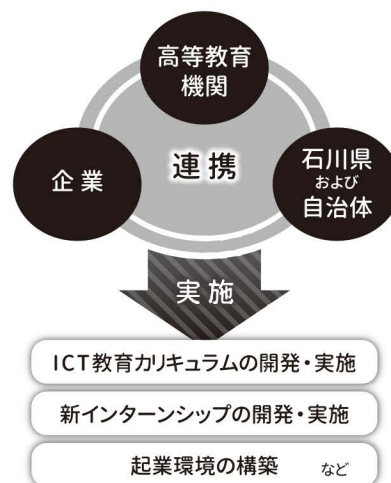 高等教育
機関
企業
連携
石川県
および
自治体
実施
ICT教育カリキュラムの開発・実施
新インターンシップの開発・実施
起業環境の構築 など